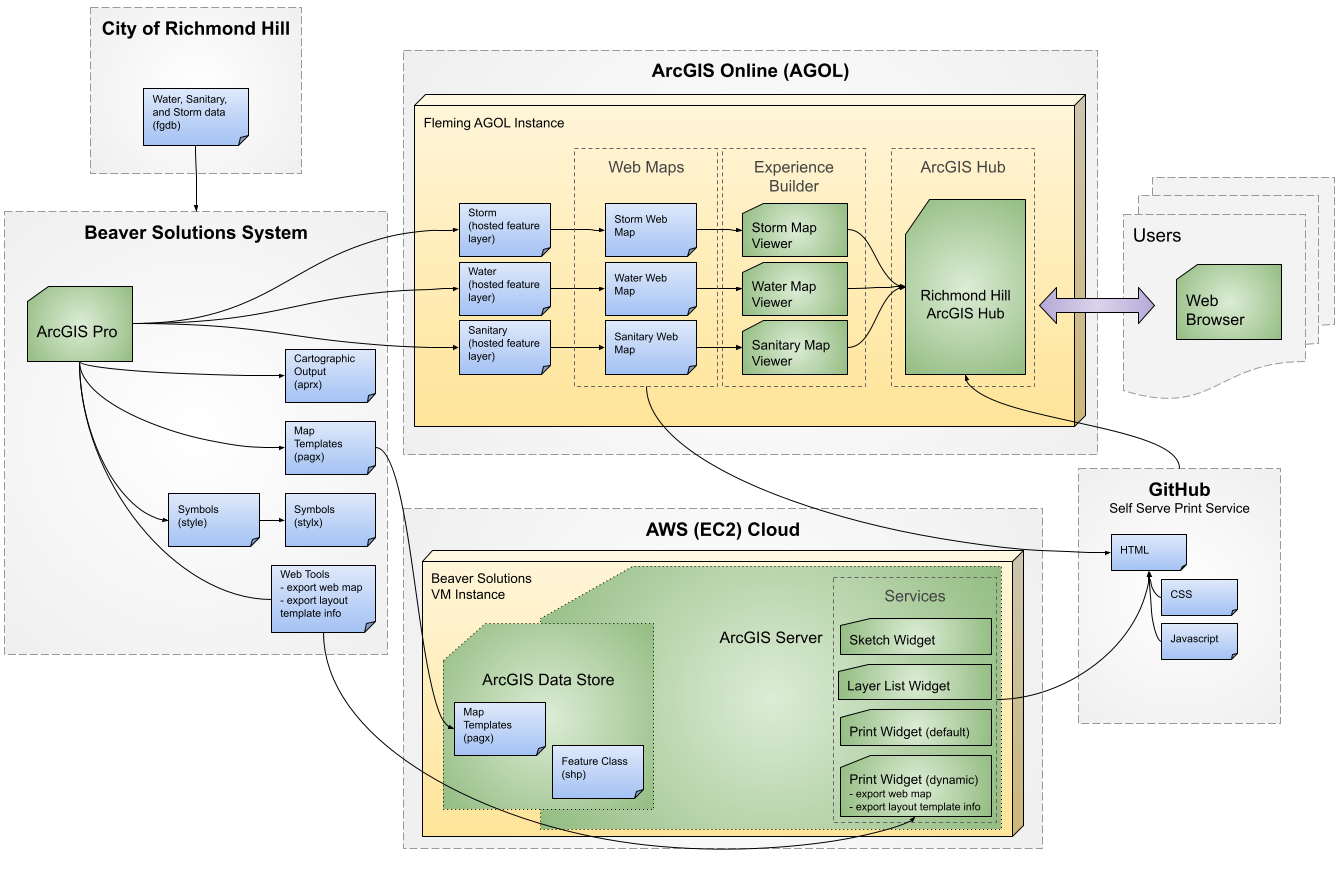 City of Richmond Hill
Water, Sanitary,
and Storm data
(fgdb)
Beaver Solutions System
ArcGIS Pro
Cartographic
Output
(aprx)
Map
Templates
(pagx)
Symbols
(style)
Symbols
(stylx)
Web Tools
- export web map
- export layout
template info
ArcGIS Online (AGOL)
Fleming AGOL Instance
Web Maps
Experience
Builder
ArcGIS Hub
Storm
(hosted feature
layer)
Storm Web
Map
Storm Map
Viewer
Water
(hosted feature
layer)
Water Web
Map
Water Map
Viewer
Sanitary
(hosted feature
layer)
Sanitary Web
Map
Sanitary Map
Viewer
Richmond Hill
ArcGIS Hub
Users
Web
Browser
AWS (EC2) Cloud
Beaver Solutions
VM Instance
ArcGIS Data Store
Map
Templates
(pagx)
Feature Class
(shp)
ArcGIS Server
Services
Sketch Widget
Layer List Widget
Print Widget (default)
Print Widget (dynamic)
- export web map
- export layout template info
GitHub
Self Serve Print Service
HTML
CSS
Javascript